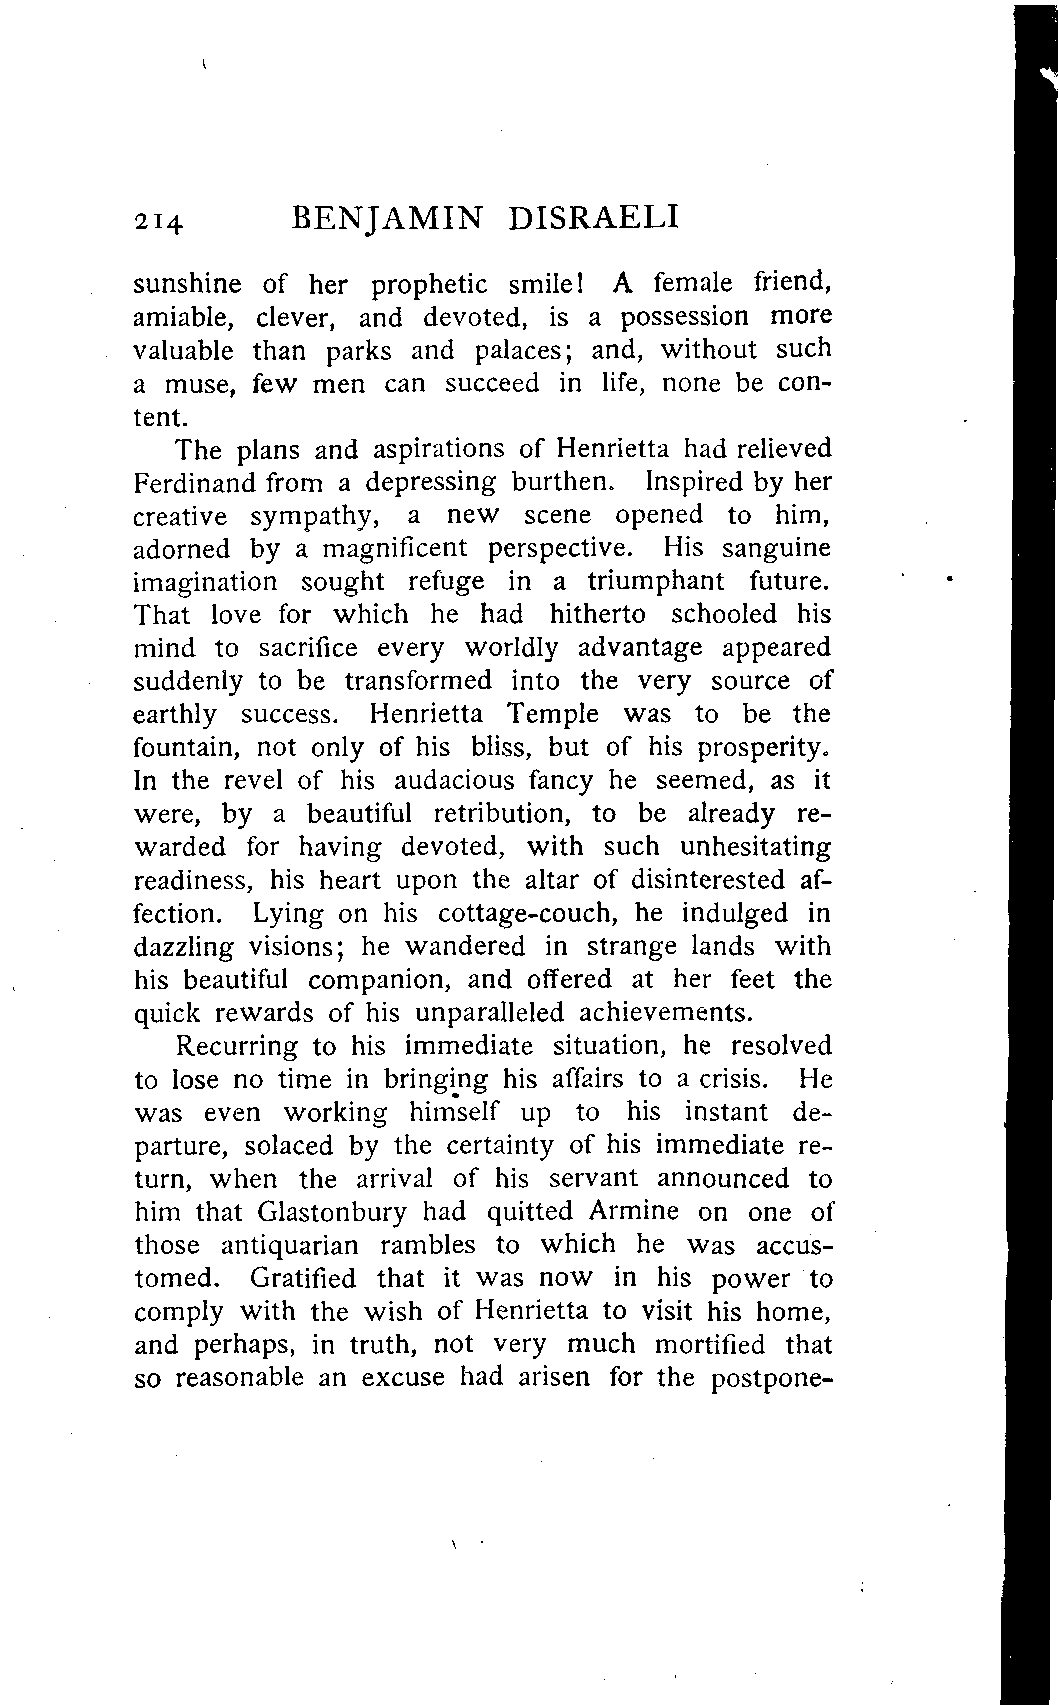 214 BENJAMIN DISRAELI
sunshine of her prophetic smile! A female friend,
amiable, clever, and devoted, is a possession more
valuable than parks and palaces; and, without such
a muse, few men can succeed in life, none be con-
tent.
The plans and aspirations of Henrietta had relieved
Ferdinand from a depressing burthen. Inspired by her
creative sympathy, a new scene opened to him,
adorned by a magnificent perspective. His sanguine
imagination sought refuge in a triumphant future.
That love for which he had hitherto schooled his
mind to sacrifice every worldly advantage appeared
suddenly to be transformed into the very source of
earthly success. Henrietta Temple was to be the
fountain, not only of his bliss, but of his prosperity.
In the revel of his audacious fancy he seemed, as it
were, by a beautiful retribution, to be already re-
warded for having devoted, with such unhesitating
readiness, his heart upon the altar of disinterested af-
fection. Lying on his cottage-couch, he indulged in
dazzling visions; he wandered in strange lands with
his beautiful companion, and offered at her feet the
quick rewards of his unparalleled achievements.
Recurring to his immediate situation, he resolved
to lose no time in bringing his affairs to a crisis. He
was even working himself up to his instant de-
parture, solaced by the certainty of his immediate re-
turn, when the arrival of his servant announced to
him that Glastonbury had quitted Armine on one of
those antiquarian rambles to which he was accus-
tomed. Gratified that it was now in his power to
comply with the wish of Henrietta to visit his home,
and perhaps, in truth, not very much mortified that
so reasonable an excuse had arisen for the postpone-